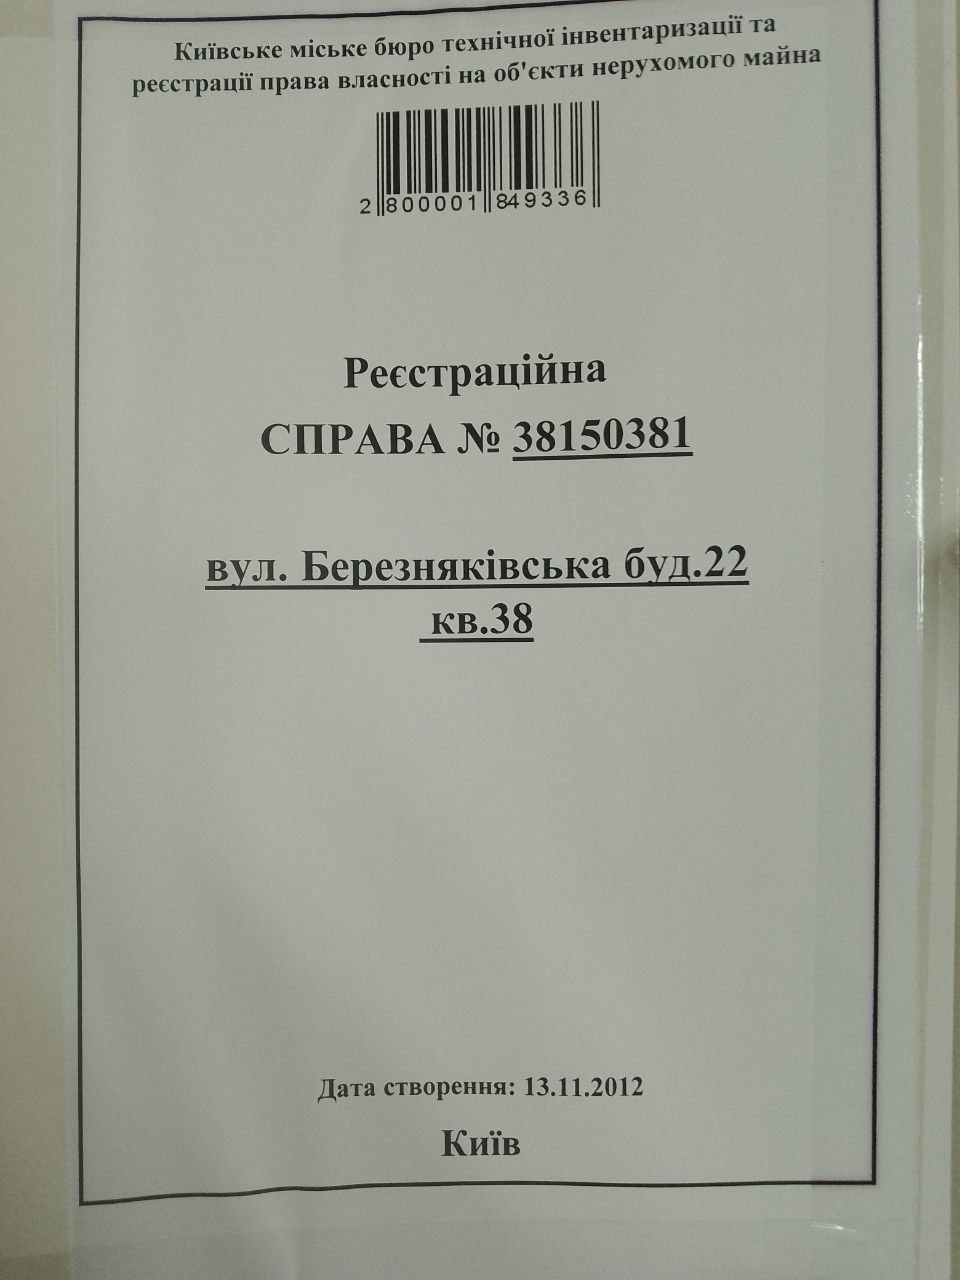 Київське міське бюро технічної інвентаризації та
реєстрації права власності на об'єкти нерухомого майна
2 800001 849336
Реєстраційна
СПРАВА № 38150381
вул. Березняківська буд.22
кв.38
Дата створення: 13.11.2012
Київ